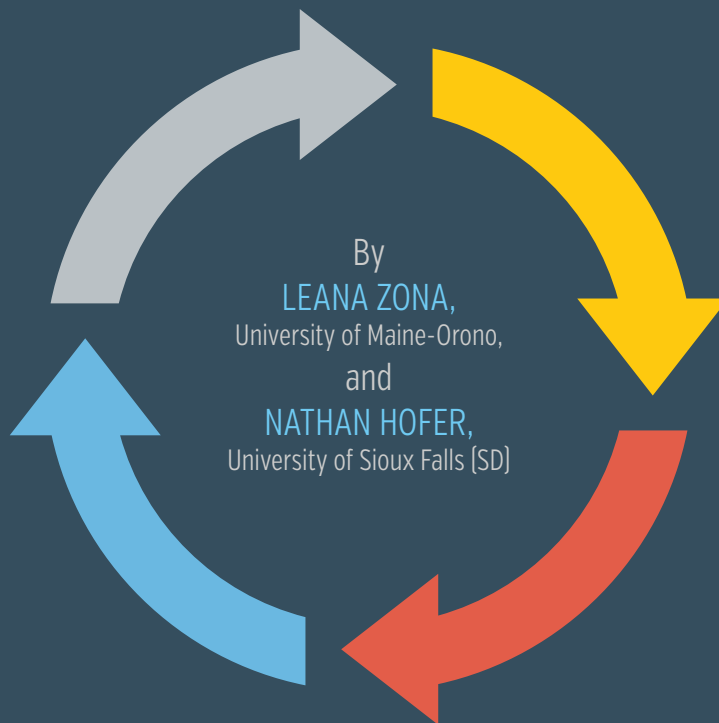 By
LEANA ZONA,
University of Maine-Orono,
and
NATHAN HOFER,
University of Sioux Falls (SD)